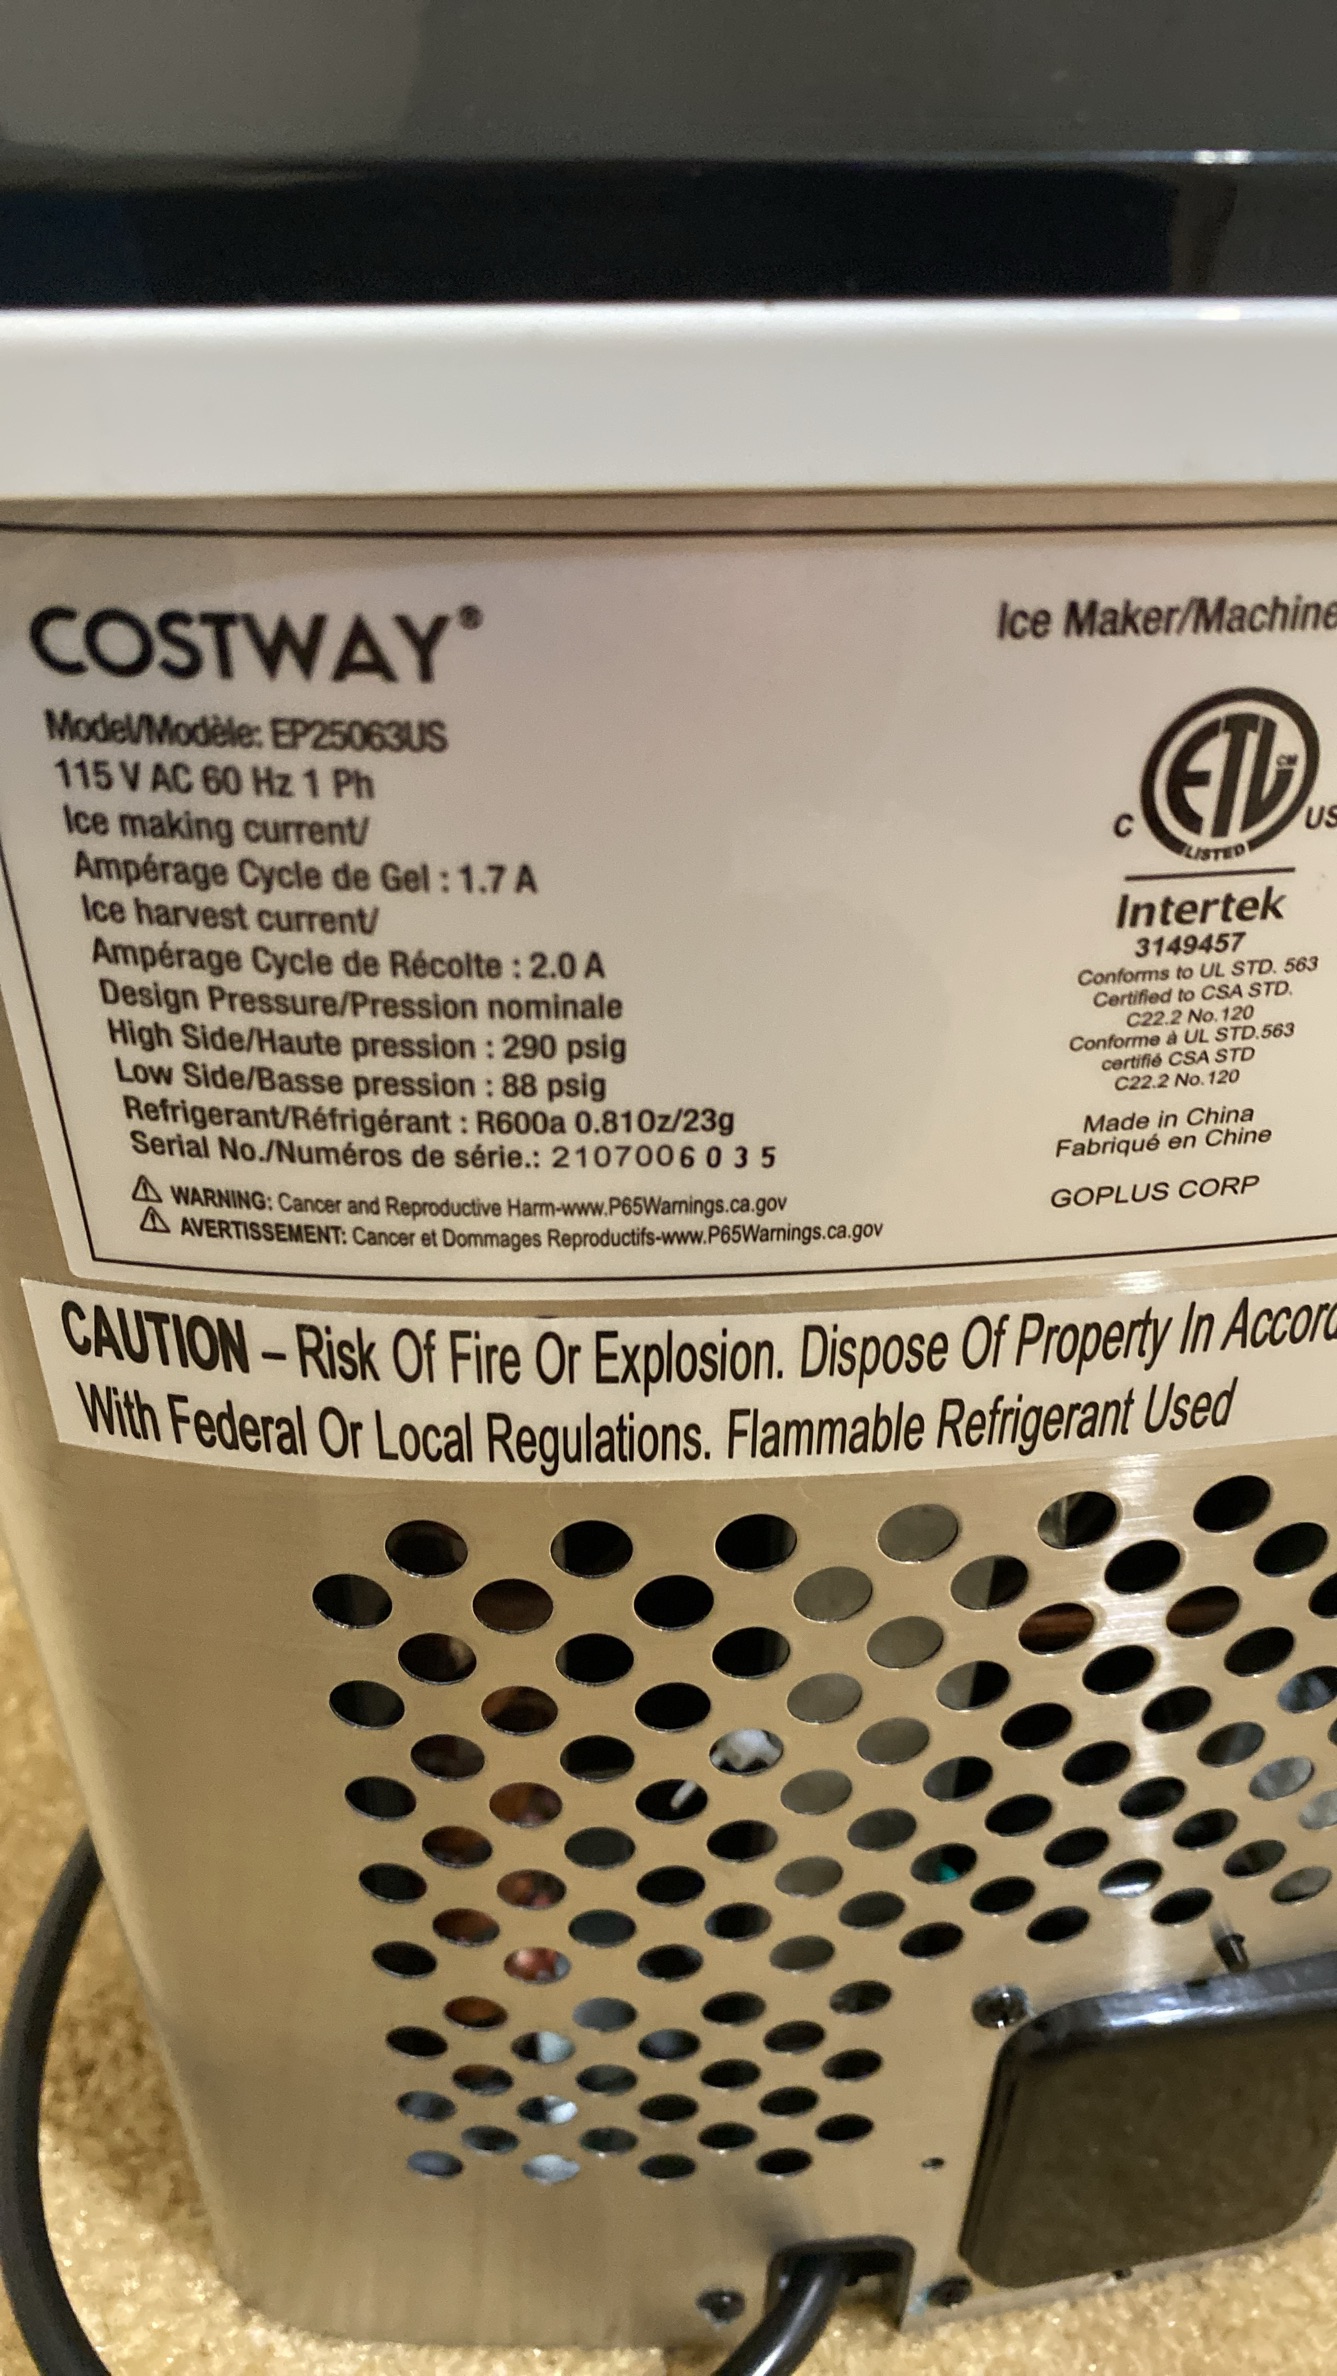 COSTWAY®
Model/Modèle: EP25063US
115 V AC 60 Hz 1 Ph
Ice making current/
Ampérage Cycle de Gel : 1.7 A
Ice harvest current/
Ampérage Cycle de Récolte : 2.0 A
Design Pressure/Pression nominale
High Side/Haute pression : 290 psig
Low Side/Basse pression : 88 psig
Refrigerant/Réfrigérant : R600a 0.81Oz/23g
Serial No./Numéros de série.: 2107006035
⚠ WARNING: Cancer and Reproductive Harm-www.P65Warnings.ca.gov
⚠ AVERTISSEMENT: Cancer et Dommages Reproductifs-www.P65Warnings.ca.gov
Ice Maker/Machine
ETL CM
C US
LISTED
Intertek
3149457
Conforms to UL STD. 563
Certified to CSA STD.
C22.2 No.120
Conforme à UL STD.563
certifié CSA STD
C22.2 No.120
Made in China
Fabriqué en Chine
GOPLUS CORP
CAUTION – Risk Of Fire Or Explosion. Dispose Of Property In Accord
With Federal Or Local Regulations. Flammable Refrigerant Used